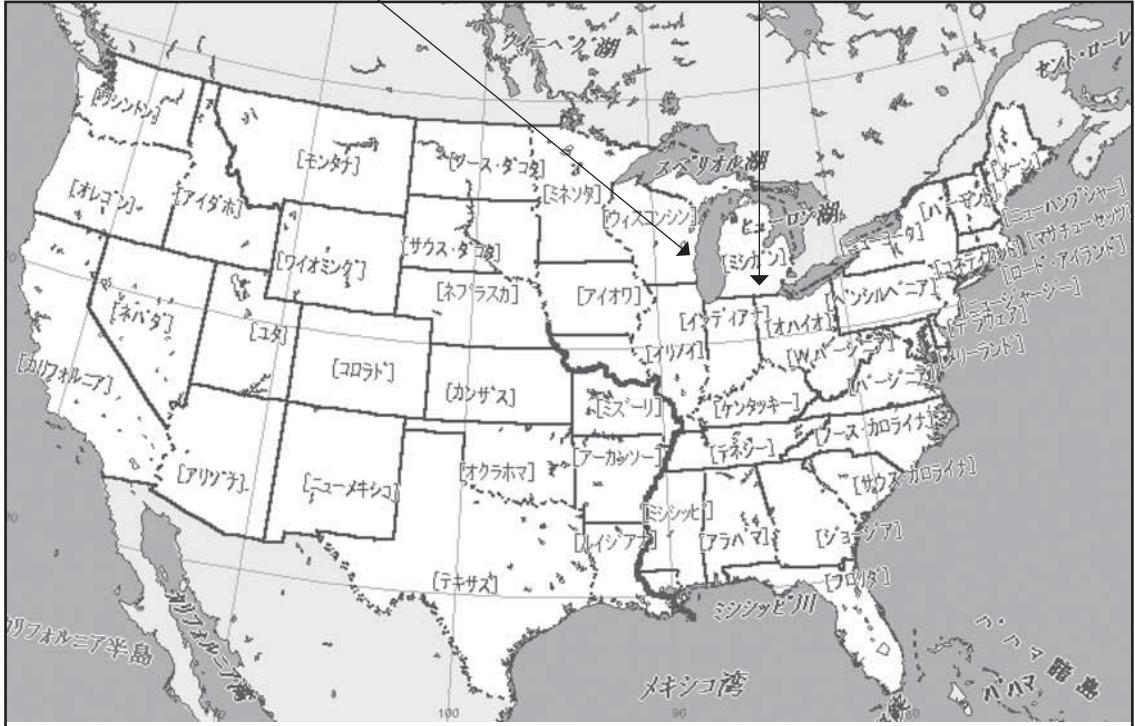 ウィニペグ湖
セント・ローレ
[ワシントン]
[モンタナ]
[ノース・ダコタ]
[ミネソタ]
スペリオル湖
[メーン]
[オレゴン]
[アイダホ]
[ウィスコンシン]
ヒューロン湖
[バーモント]
[ニューハンプシャー]
[サウス・ダコタ]
[ミシガン]
[ニューヨーク]
[マサチューセッツ]
[ワイオミング]
[コネティカット]
[ロード・アイランド]
[ネブラスカ]
[アイオワ]
[ペンシルベニア]
[ニュージャージー]
[ネバダ]
[ユタ]
[インディアナ]
[オハイオ]
[デラウェア]
[カリフォルニア]
[コロラド]
[イリノイ]
[W.バージニア]
[メリーランド]
[カンザス]
[ミズーリ]
[ケンタッキー]
[バージニア]
[アリゾナ]
[ニューメキシコ]
[オクラホマ]
[アーカンソー]
[テネシー]
[ノース・カロライナ]
[サウス・カロライナ]
[ミシシッピ]
[アラバマ]
[ジョージア]
[ルイジアナ]
[テキサス]
[フロリダ]
ミシシッピ川
カリフォルニア半島
カリフォルニア湾
メキシコ湾
バハマ諸島
バハマ
100
90
80